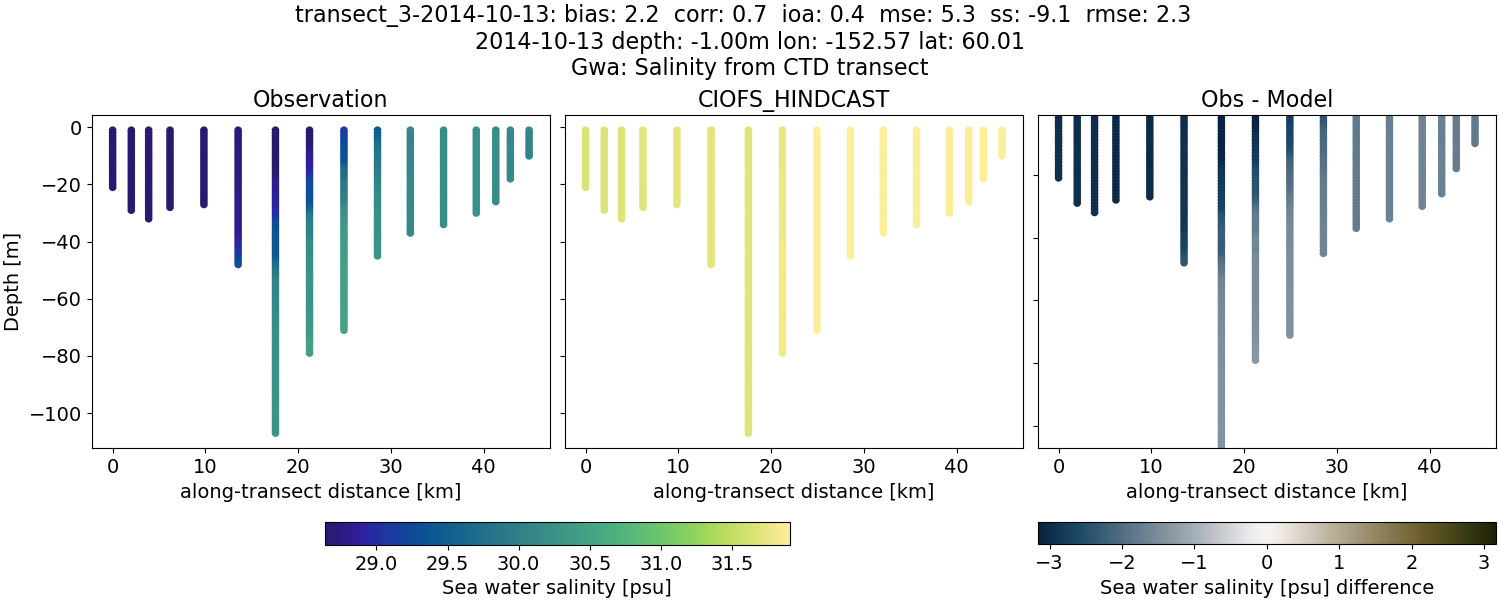 transect_3-2014-10-13: bias: 2.2  corr: 0.7  ioa: 0.4  mse: 5.3  ss: -9.1  rmse: 2.3
2014-10-13 depth: -1.00m lon: -152.57 lat: 60.01
Gwa: Salinity from CTD transect
Observation
CIOFS_HINDCAST
Obs - Model
Depth [m]
0
−20
−40
−60
−80
−100
0 10 20 30 40
0 10 20 30 40
0 10 20 30 40
along-transect distance [km]
along-transect distance [km]
along-transect distance [km]
29.0 29.5 30.0 30.5 31.0 31.5
Sea water salinity [psu]
−3 −2 −1 0 1 2 3
Sea water salinity [psu] difference